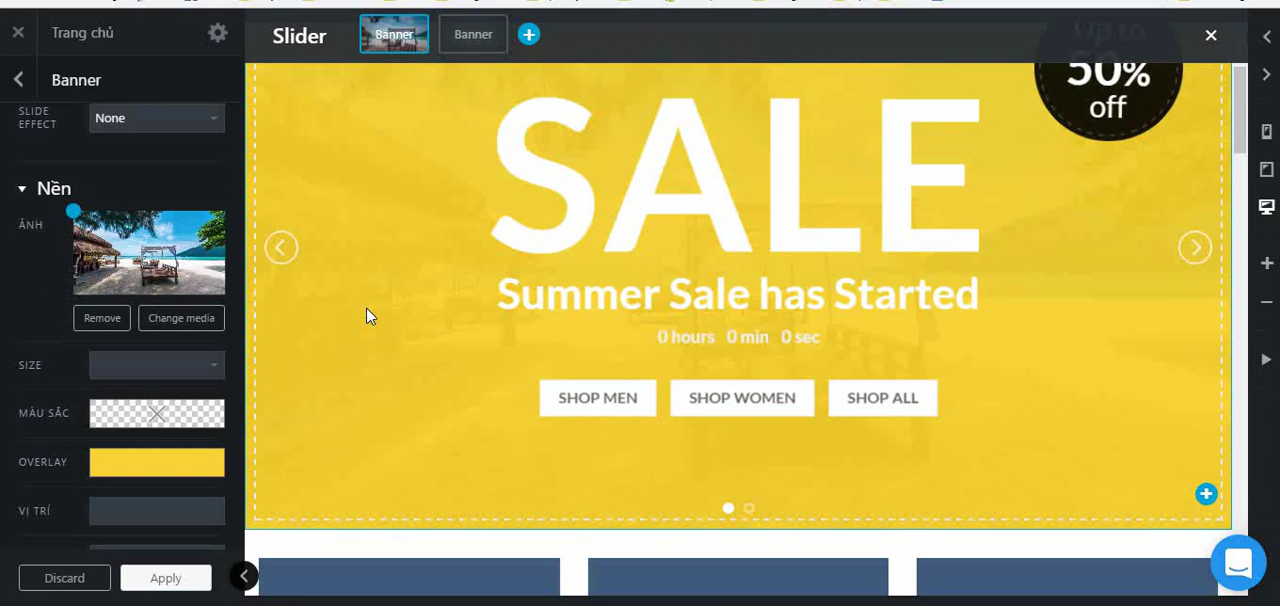 Trang chủ
Slider
Banner
Banner
Banner
SLIDE
EFFECT
None
Nền
ẢNH
Remove
Change media
SIZE
MÀU SẮC
OVERLAY
VỊ TRÍ
Discard
Apply
Up to
50%
off
SALE
Summer Sale has Started
0 hours 0 min 0 sec
SHOP MEN
SHOP WOMEN
SHOP ALL